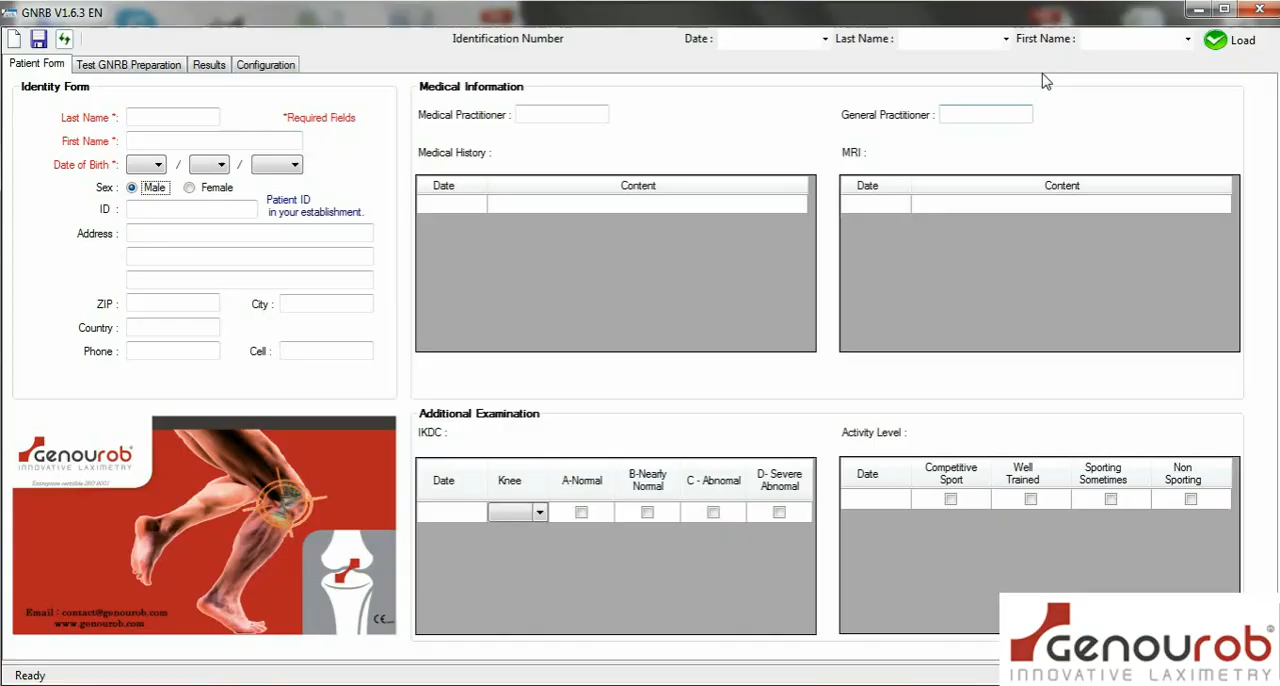 GNRB V1.6.3 EN
Identification Number Date : Last Name : First Name : Load
Patient Form Test GNRB Preparation Results Configuration
Identity Form
Last Name *: *Required Fields
First Name *:
Date of Birth *: / /
Sex : Male Female
ID : Patient ID
in your establishment.
Address :
ZIP : City :
Country :
Phone : Cell :
Medical Information
Medical Practitioner : General Practitioner :
Medical History : MRI :
Date Content Date Content
Additional Examination
IKDC : Activity Level :
Date Knee A-Normal B-Nearly Normal C - Abnomal D- Severe Abnomal
Date Competitive Sport Well Trained Sporting Sometimes Non Sporting
Genourob
INNOVATIVE LAXIMETRY
Email : contact@genourob.com
www.genourob.com
CE
Genourob®
INNOVATIVE LAXIMETRY
Ready